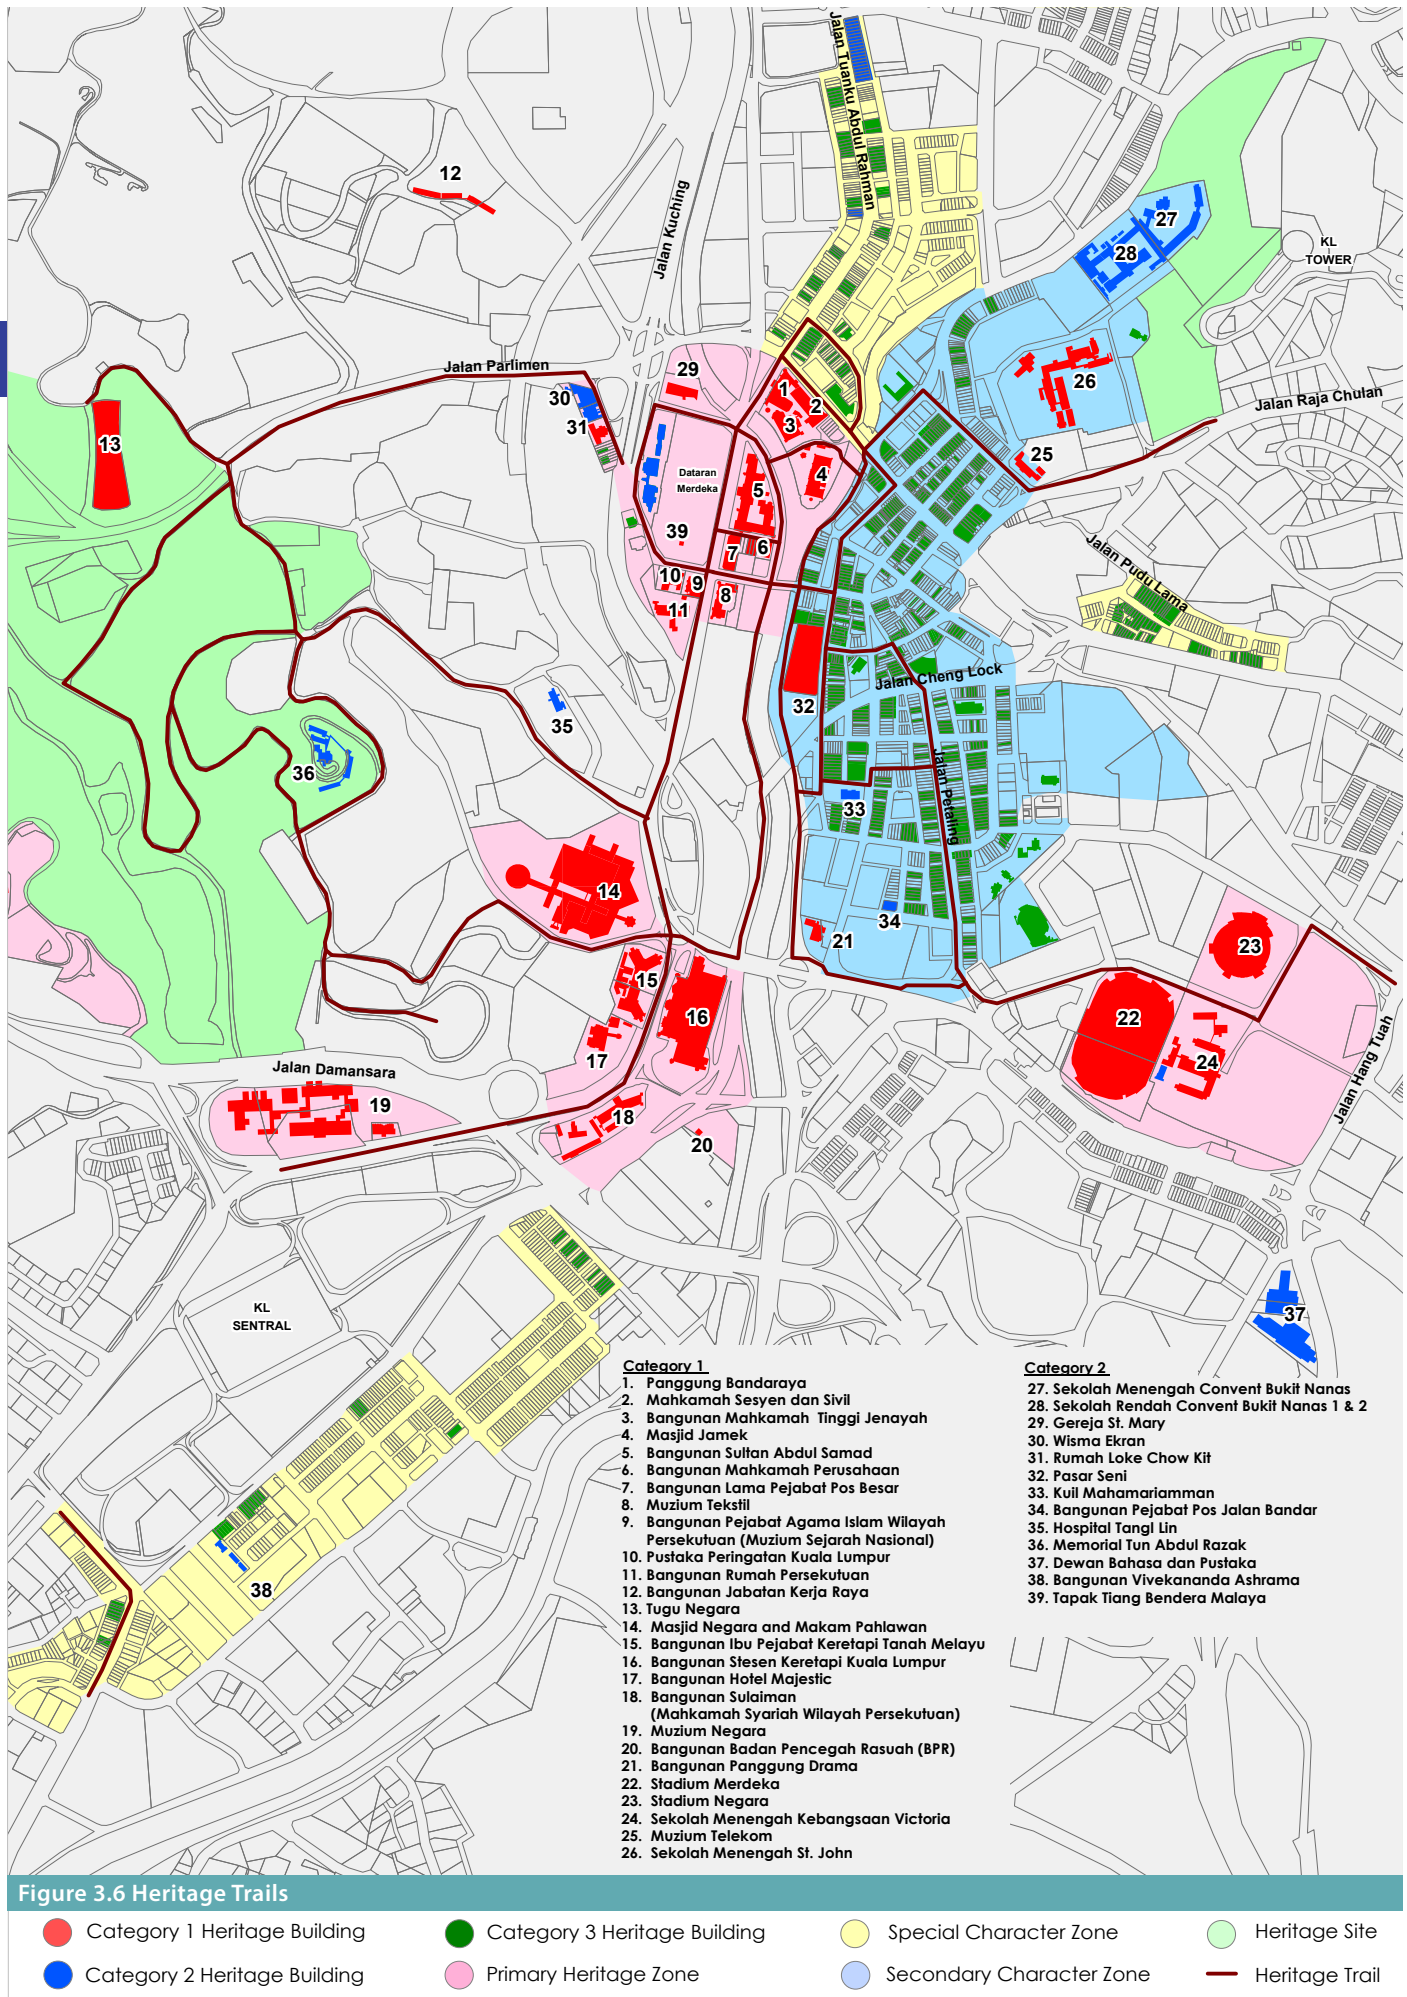 Jalan Tuanku Abdul Rahman
12
Jalan Kuching
27
28
KL
TOWER
Jalan Parlimen
29
30
31
1
2
3
26
Jalan Raja Chulan
13
25
4
Dataran
Merdeka
5
39
6
7
Jalan Pudu Lama
10
9
8
11
Jalan Cheng Lock
32
35
36
Jalan Petaling
33
14
34
21
23
15
16
22
17
24
Jalan Damansara
Jalan Hang Tuah
19
18
20
KL
SENTRAL
37
38
Category 1
1. Panggung Bandaraya
2. Mahkamah Sesyen dan Sivil
3. Bangunan Mahkamah Tinggi Jenayah
4. Masjid Jamek
5. Bangunan Sultan Abdul Samad
6. Bangunan Mahkamah Perusahaan
7. Bangunan Lama Pejabat Pos Besar
8. Muzium Tekstil
9. Bangunan Pejabat Agama Islam Wilayah
Persekutuan (Muzium Sejarah Nasional)
10. Pustaka Peringatan Kuala Lumpur
11. Bangunan Rumah Persekutuan
12. Bangunan Jabatan Kerja Raya
13. Tugu Negara
14. Masjid Negara and Makam Pahlawan
15. Bangunan Ibu Pejabat Keretapi Tanah Melayu
16. Bangunan Stesen Keretapi Kuala Lumpur
17. Bangunan Hotel Majestic
18. Bangunan Sulaiman
(Mahkamah Syariah Wilayah Persekutuan)
19. Muzium Negara
20. Bangunan Badan Pencegah Rasuah (BPR)
21. Bangunan Panggung Drama
22. Stadium Merdeka
23. Stadium Negara
24. Sekolah Menengah Kebangsaan Victoria
25. Muzium Telekom
26. Sekolah Menengah St. John
Category 2
27. Sekolah Menengah Convent Bukit Nanas
28. Sekolah Rendah Convent Bukit Nanas 1 & 2
29. Gereja St. Mary
30. Wisma Ekran
31. Rumah Loke Chow Kit
32. Pasar Seni
33. Kuil Mahamariamman
34. Bangunan Pejabat Pos Jalan Bandar
35. Hospital Tangl Lin
36. Memorial Tun Abdul Razak
37. Dewan Bahasa dan Pustaka
38. Bangunan Vivekananda Ashrama
39. Tapak Tiang Bendera Malaya
Figure 3.6 Heritage Trails
Category 1 Heritage Building
Category 3 Heritage Building
Special Character Zone
Heritage Site
Category 2 Heritage Building
Primary Heritage Zone
Secondary Character Zone
Heritage Trail